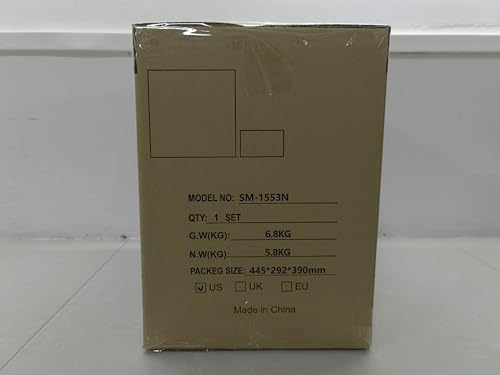 MODEL NO: SM-1553N
QTY: 1 SET
G.W(KG): 6.8KG
N.W(KG): 5.8KG
PACKEG SIZE: 445*292*390mm
☑ US ☐ UK ☐ EU
Made in China